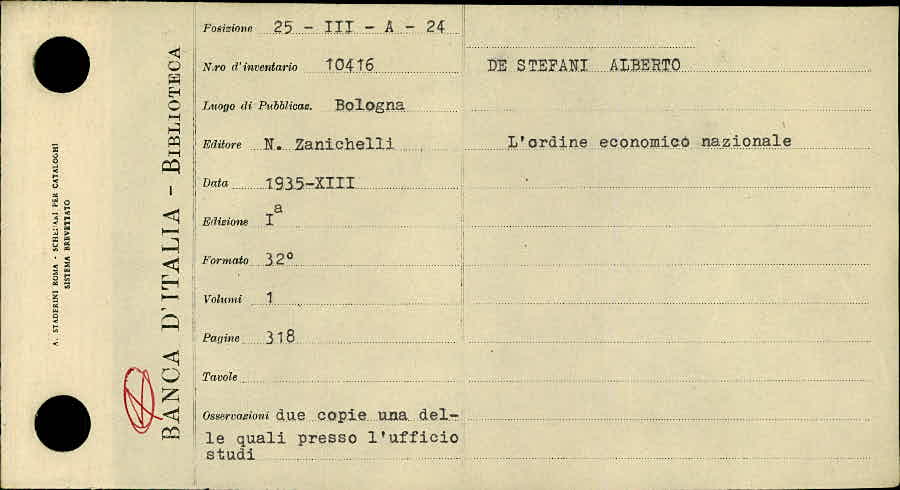 A. STADERINI ROMA - SCHEDARI PER CATALOGHI
SISTEMA BREVETTATO
BANCA D'ITALIA - BIBLIOTECA
Posizione 25 - III - A - 24
N.ro d'inventario 10416
Luogo di Pubblicaz. Bologna
Editore N. Zanichelli
Data 1935-XIII
Edizione Iª
Formato 32°
Volumi 1
Pagine 318
Tavole
Osservazioni due copie una del-
le quali presso l'ufficio
studi
DE STEFANI ALBERTO
L'ordine economico nazionale